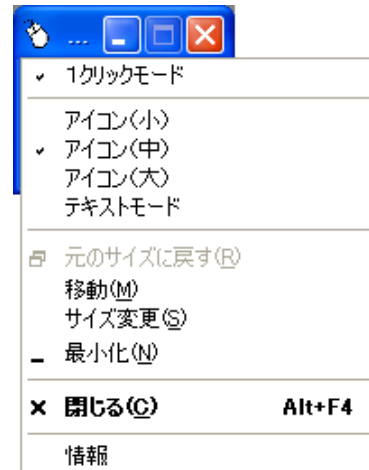 ...
1クリックモード
アイコン(小)
アイコン(中)
アイコン(大)
テキストモード
元のサイズに戻す(R)
移動(M)
サイズ変更(S)
最小化(N)
閉じる(C) Alt+F4
情報